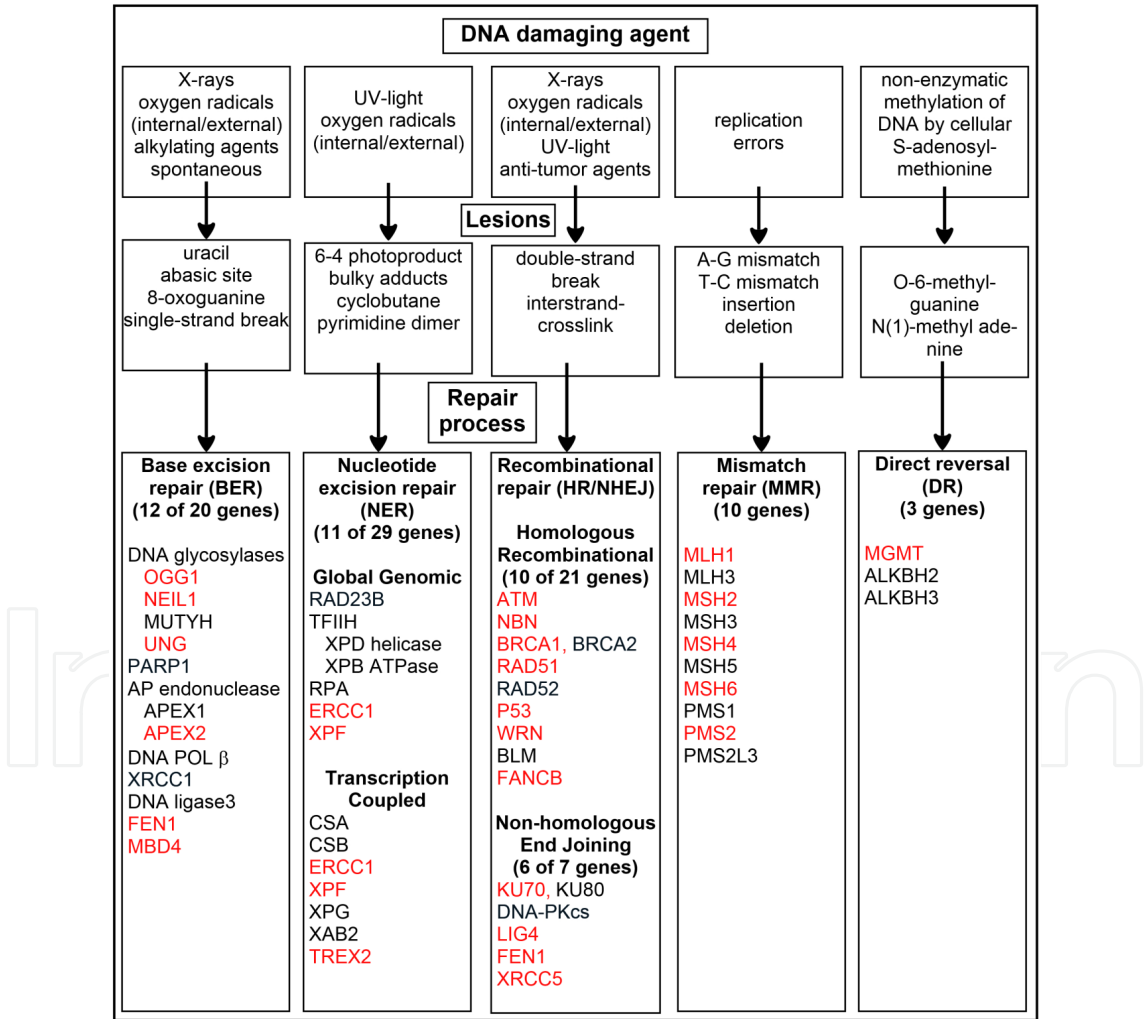 DNA damaging agent
X-rays
oxygen radicals
(internal/external)
alkylating agents
spontaneous
UV-light
oxygen radicals
(internal/external)
X-rays
oxygen radicals
(internal/external)
UV-light
anti-tumor agents
replication
errors
non-enzymatic
methylation of
DNA by cellular
S-adenosyl-
methionine
Lesions
uracil
abasic site
8-oxoguanine
single-strand break
6-4 photoproduct
bulky adducts
cyclobutane
pyrimidine dimer
double-strand
break
interstrand-
crosslink
A-G mismatch
T-C mismatch
insertion
deletion
O-6-methyl-
guanine
N(1)-methyl ade-
nine
Repair
process
Base excision
repair (BER)
(12 of 20 genes)
DNA glycosylases
OGG1
NEIL1
MUTYH
UNG
PARP1
AP endonuclease
APEX1
APEX2
DNA POL β
XRCC1
DNA ligase3
FEN1
MBD4
Nucleotide
excision repair
(NER)
(11 of 29 genes)
Global Genomic
RAD23B
TFIIH
XPD helicase
XPB ATPase
RPA
ERCC1
XPF
Transcription
Coupled
CSA
CSB
ERCC1
XPF
XPG
XAB2
TREX2
Recombinational
repair (HR/NHEJ)
Homologous
Recombinational
(10 of 21 genes)
ATM
NBN
BRCA1, BRCA2
RAD51
RAD52
P53
WRN
BLM
FANCB
Non-homologous
End Joining
(6 of 7 genes)
KU70, KU80
DNA-PKcs
LIG4
FEN1
XRCC5
Mismatch
repair (MMR)
(10 genes)
MLH1
MLH3
MSH2
MSH3
MSH4
MSH5
MSH6
PMS1
PMS2
PMS2L3
Direct reversal
(DR)
(3 genes)
MGMT
ALKBH2
ALKBH3